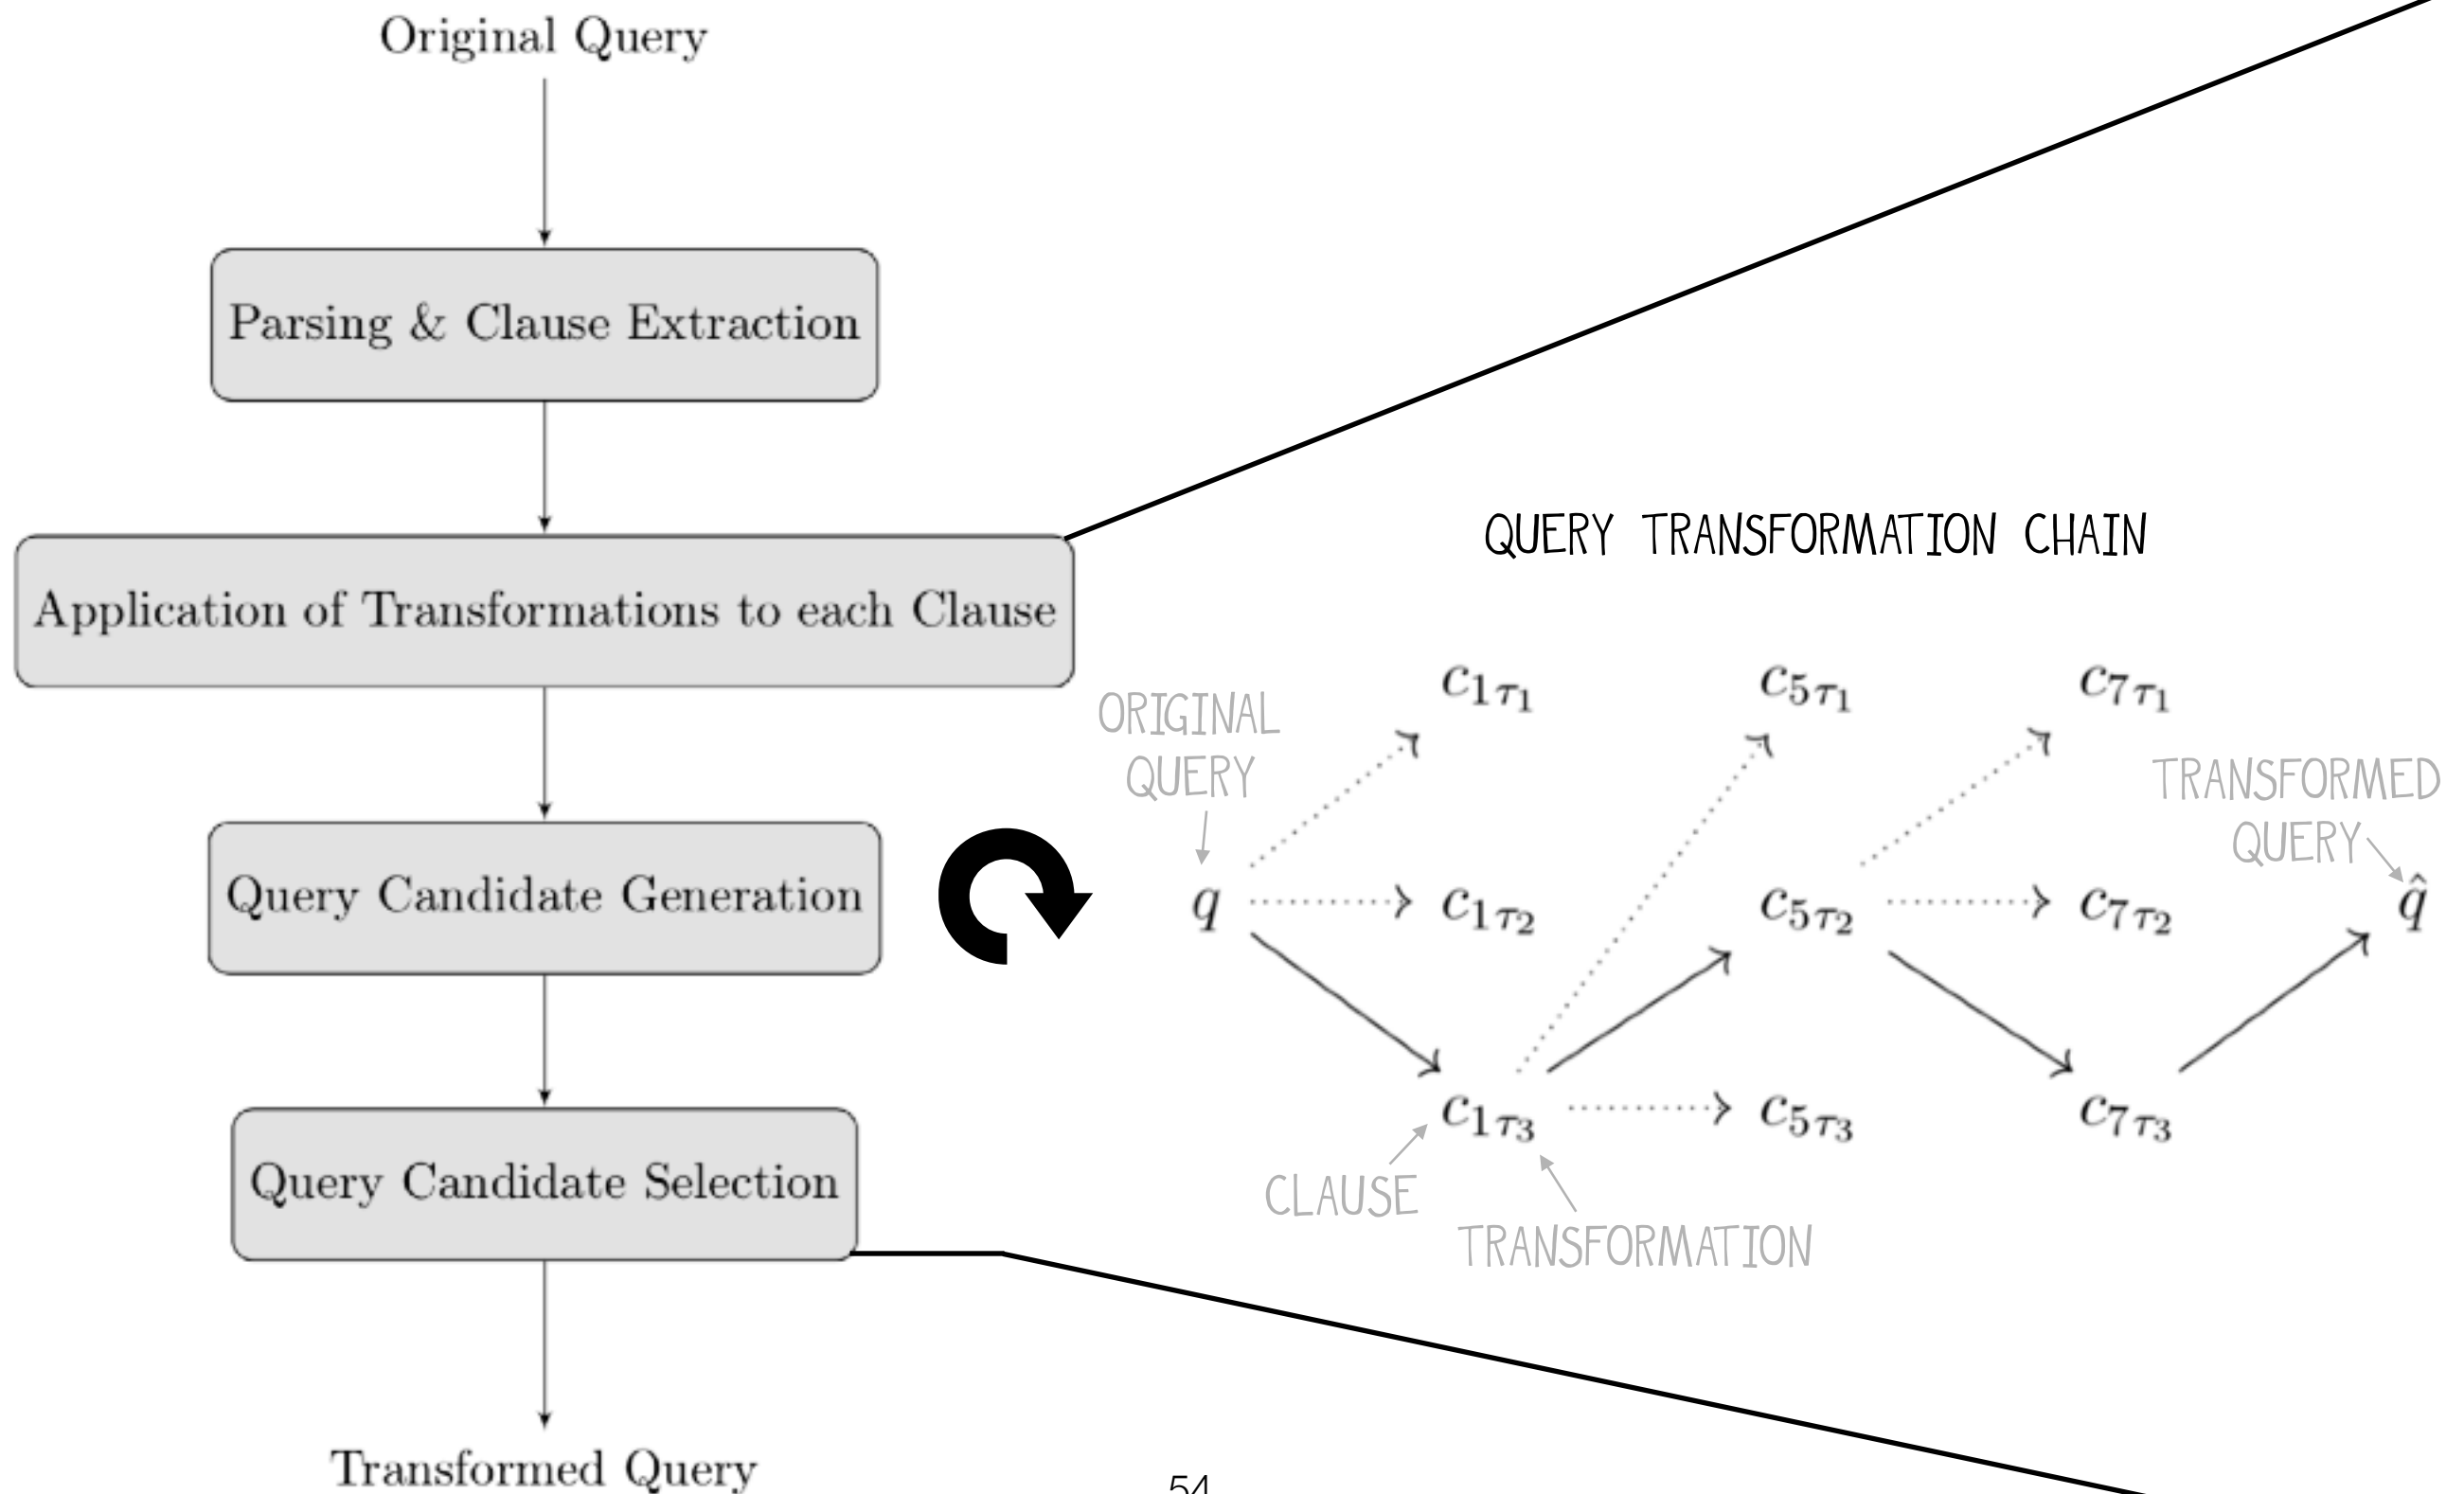 Original Query
Parsing & Clause Extraction
Application of Transformations to each Clause
Query Candidate Generation
Query Candidate Selection
Transformed Query
QUERY TRANSFORMATION CHAIN
ORIGINAL
QUERY
TRANSFORMED
QUERY
c₁τ₁ c₅τ₁ c₇τ₁
q c₁τ₂ c₅τ₂ c₇τ₂ q̂
c₁τ₃ c₅τ₃ c₇τ₃
CLAUSE
TRANSFORMATION
54